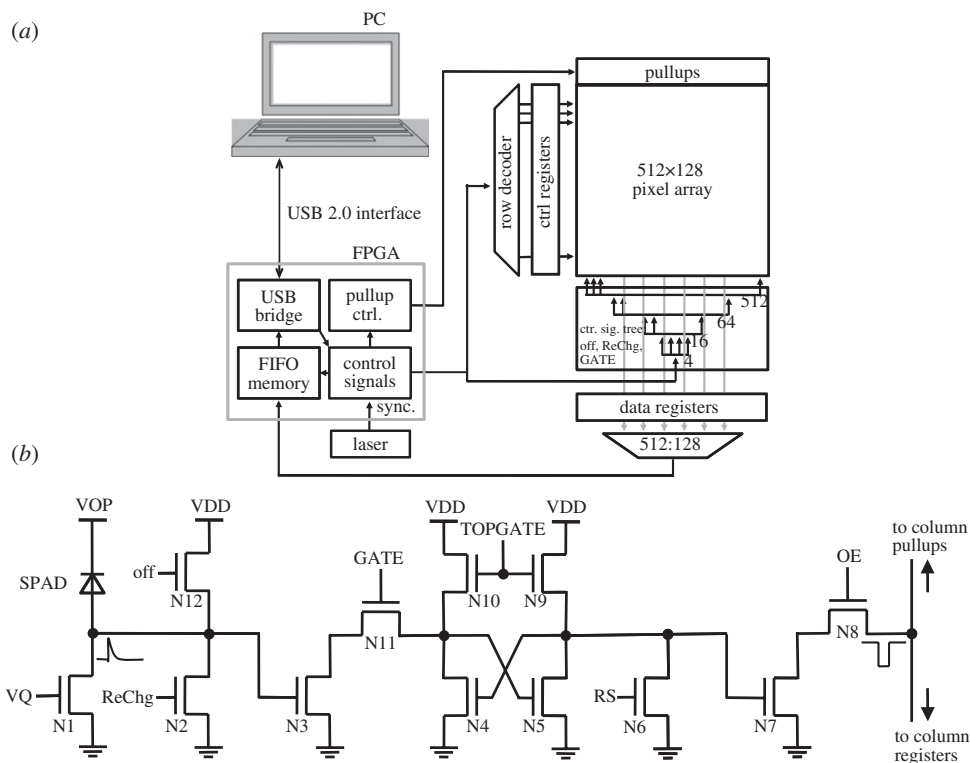 (a)
PC
USB 2.0 interface
FPGA
USB
bridge
pullup
ctrl.
FIFO
memory
control
signals
sync.
laser
row decoder
ctrl registers
pullups
512×128
pixel array
512
64
16
4
ctr. sig. tree
off, ReChg,
GATE
data registers
512:128
(b)
VOP
VDD
SPAD
off
N12
VQ
N1
ReChg
N2
N3
GATE
N11
VDD
TOPGATE
VDD
N10
N9
N4
N5
RS
N6
N7
OE
N8
to column
pullups
to column
registers